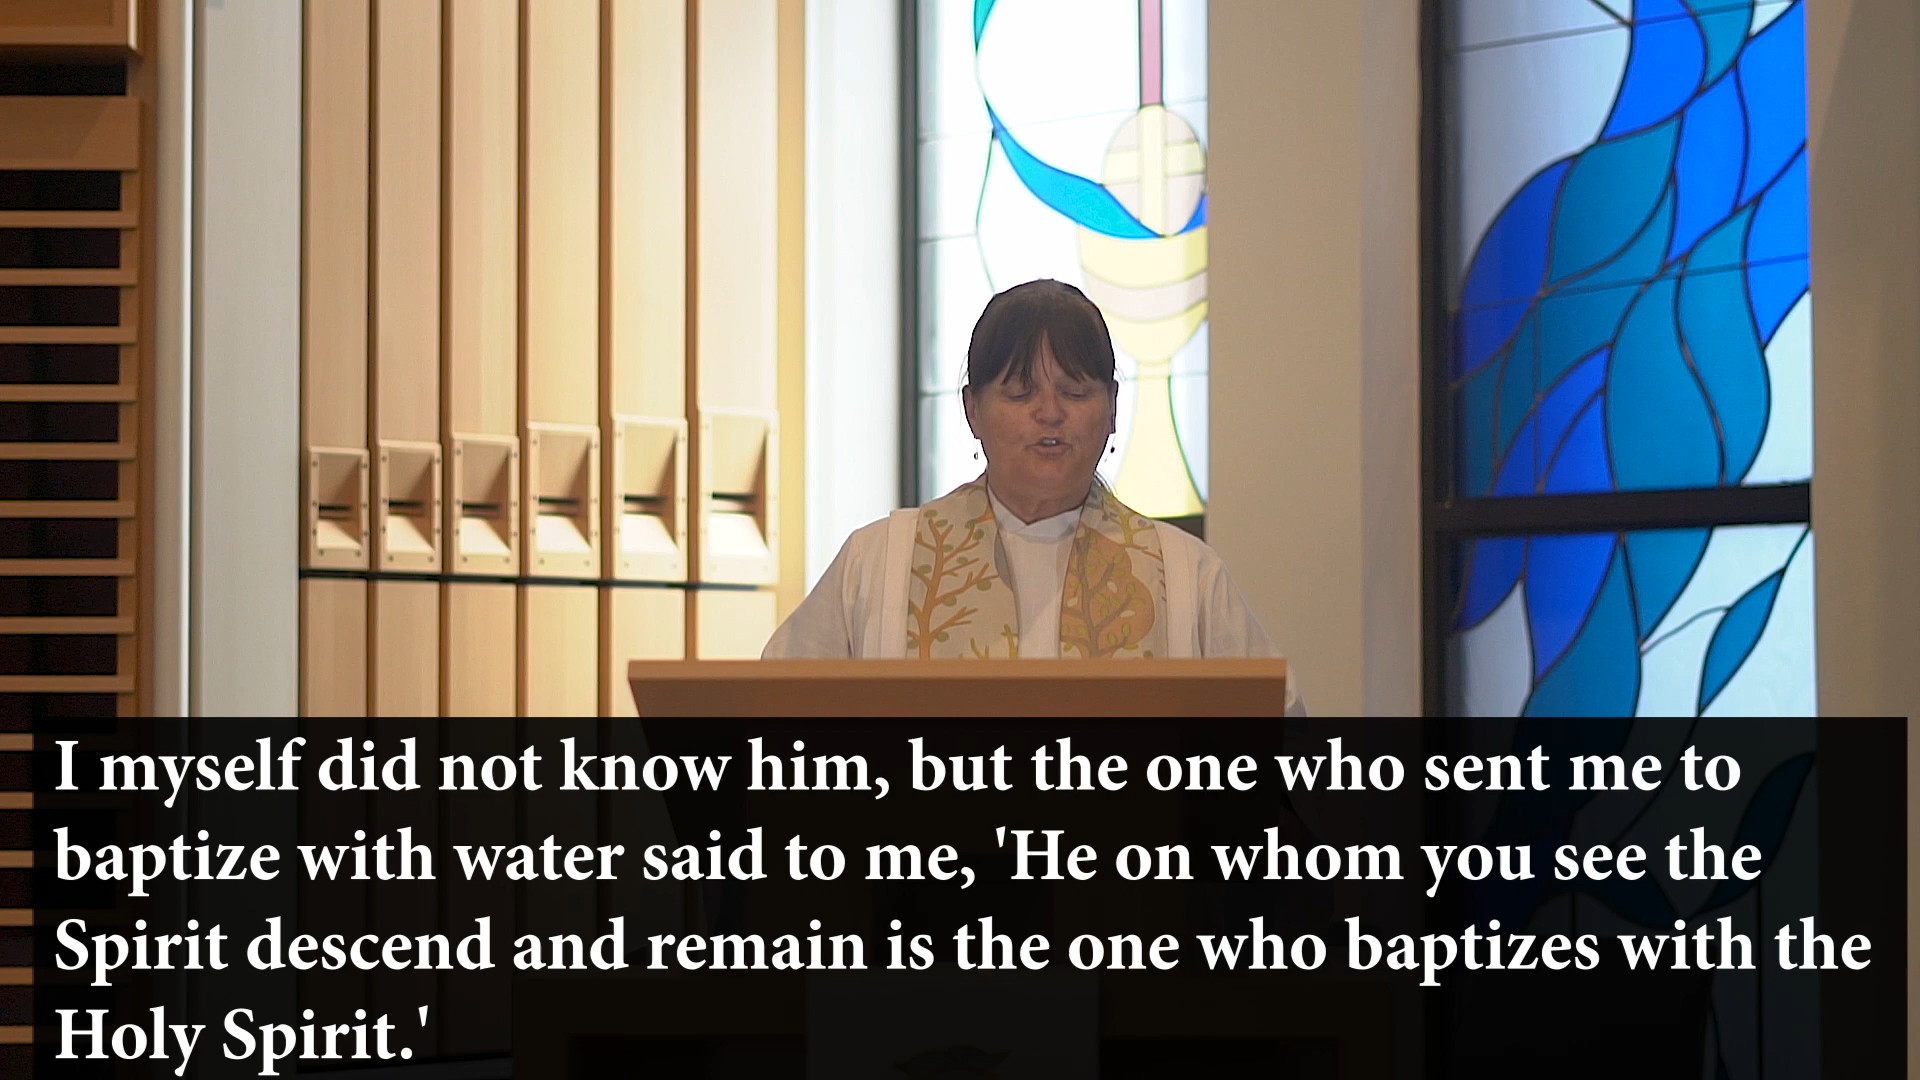 I myself did not know him, but the one who sent me to
baptize with water said to me, 'He on whom you see the
Spirit descend and remain is the one who baptizes with the
Holy Spirit.'